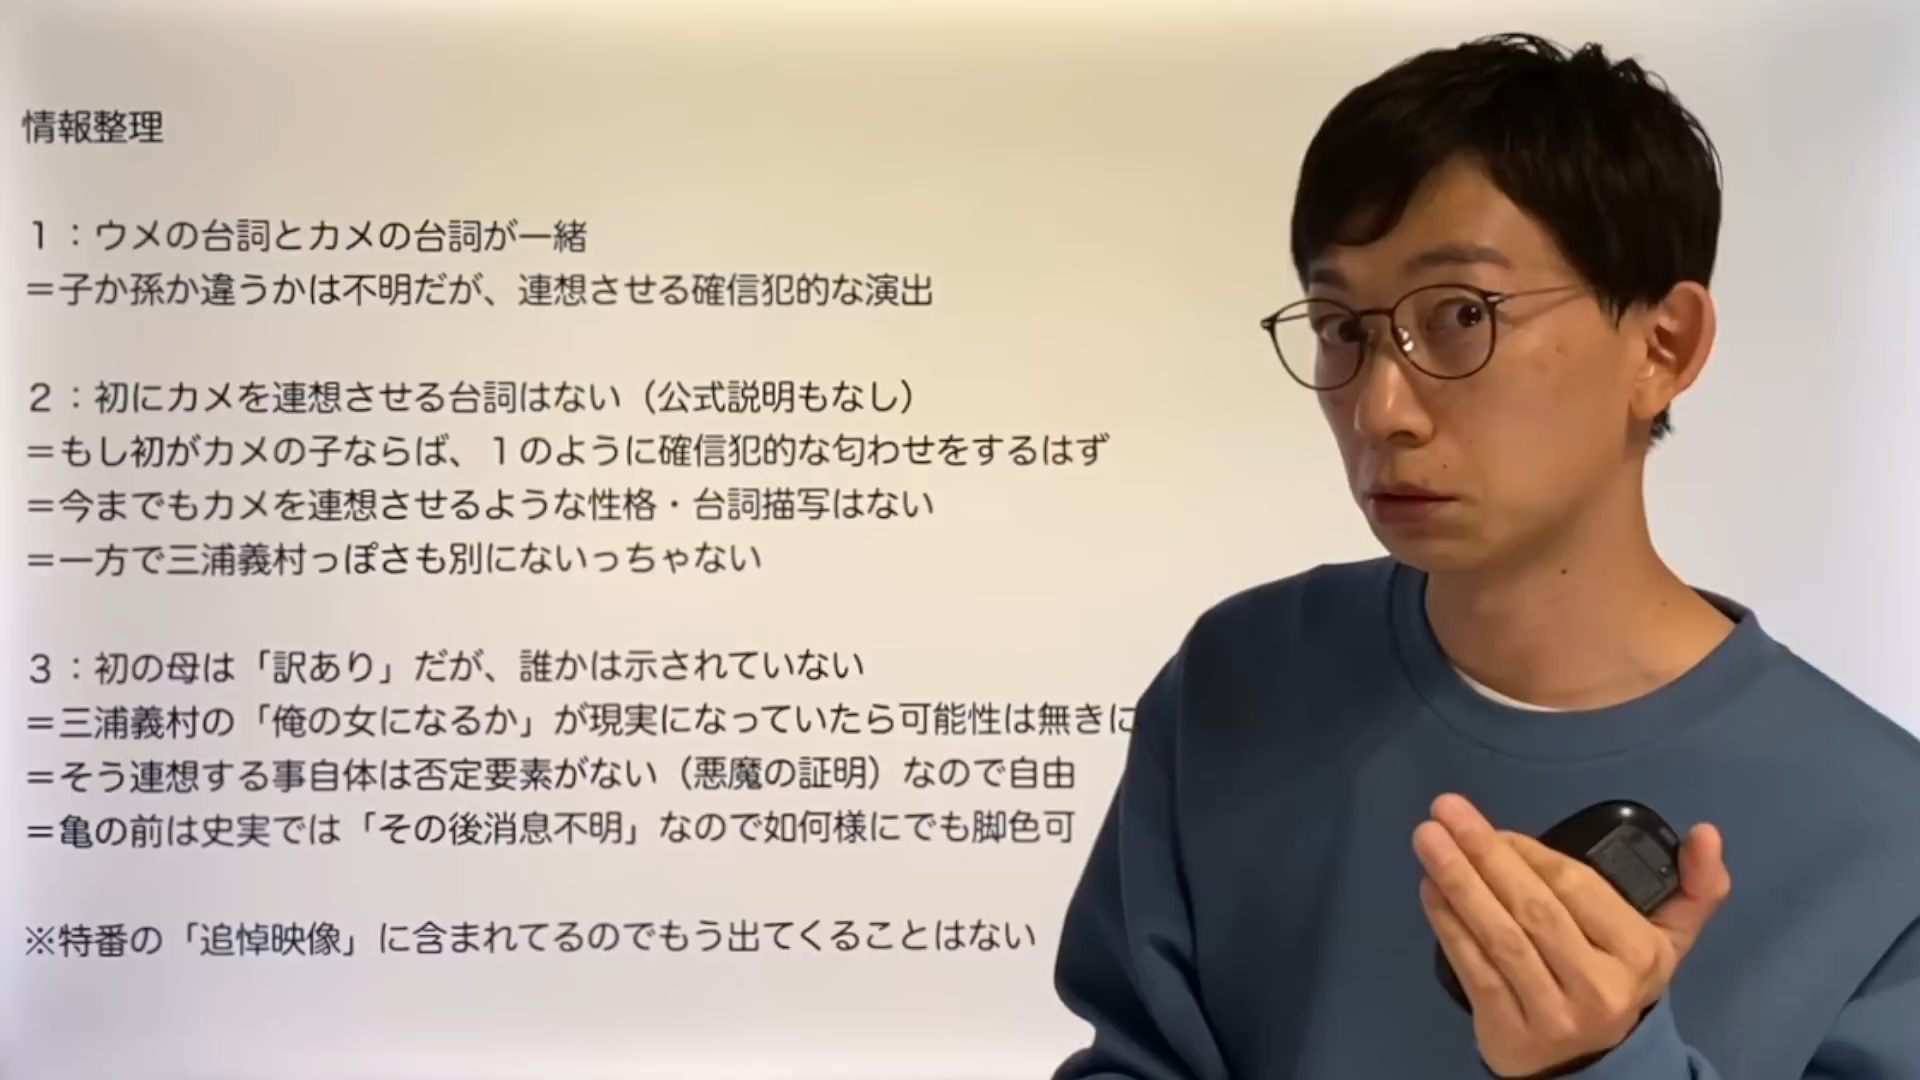 情報整理
１：ウメの台詞とカメの台詞が一緒
＝子か孫か違うかは不明だが、連想させる確信犯的な演出
２：初にカメを連想させる台詞はない（公式説明もなし）
＝もし初がカメの子ならば、１のように確信犯的な匂わせをするはず
＝今までもカメを連想させるような性格・台詞描写はない
＝一方で三浦義村っぽさも別にないっちゃない
３：初の母は「訳あり」だが、誰かは示されていない
＝三浦義村の「俺の女になるか」が現実になっていたら可能性は無きに
＝そう連想する事自体は否定要素がない（悪魔の証明）なので自由
＝亀の前は史実では「その後消息不明」なので如何様にでも脚色可
※特番の「追悼映像」に含まれてるのでもう出てくることはない